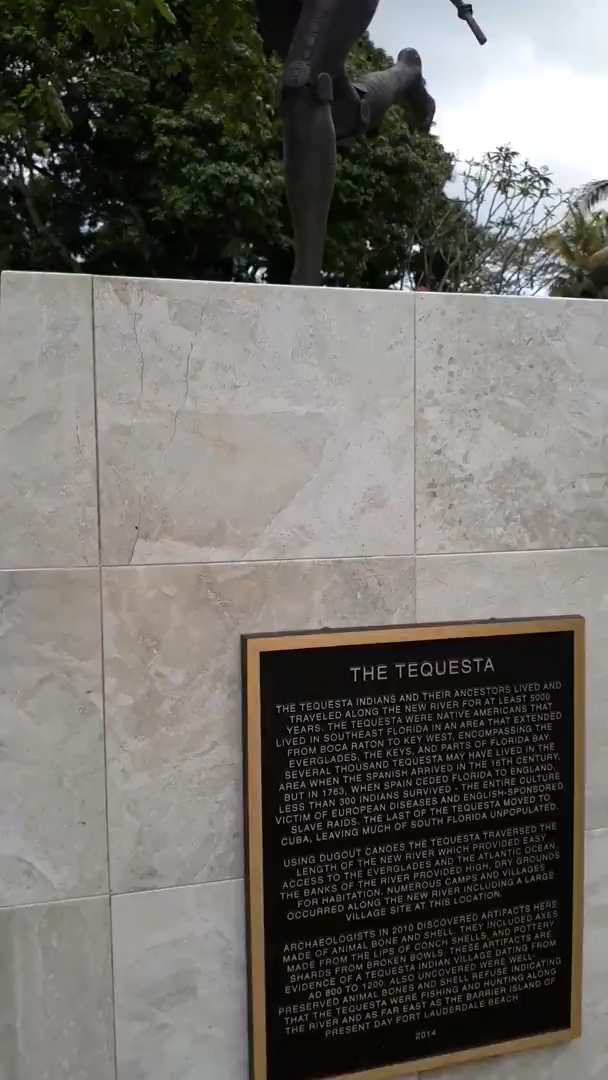 THE TEQUESTA
THE TEQUESTA INDIANS AND THEIR ANCESTORS LIVED AND
TRAVELED ALONG THE NEW RIVER FOR AT LEAST 5000
YEARS. THE TEQUESTA WERE NATIVE AMERICANS THAT
LIVED IN SOUTHEAST FLORIDA IN AN AREA THAT EXTENDED
FROM BOCA RATON TO KEY WEST, ENCOMPASSING THE
EVERGLADES, THE KEYS, AND PARTS OF FLORIDA BAY.
SEVERAL THOUSAND TEQUESTA MAY HAVE LIVED IN THE
AREA WHEN THE SPANISH ARRIVED IN THE 16TH CENTURY,
BUT IN 1763, WHEN SPAIN CEDED FLORIDA TO ENGLAND,
LESS THAN 300 INDIANS SURVIVED - THE ENTIRE CULTURE
VICTIM OF EUROPEAN DISEASES AND ENGLISH-SPONSORED
SLAVE RAIDS. THE LAST OF THE TEQUESTA MOVED TO
CUBA, LEAVING MUCH OF SOUTH FLORIDA UNPOPULATED.
USING DUGOUT CANOES THE TEQUESTA TRAVERSED THE
LENGTH OF THE NEW RIVER WHICH PROVIDED EASY
ACCESS TO THE EVERGLADES AND THE ATLANTIC OCEAN
THE BANKS OF THE RIVER PROVIDED HIGH, DRY GROUNDS
FOR HABITATION. NUMEROUS CAMPS AND VILLAGES
OCCURRED ALONG THE NEW RIVER INCLUDING A LARGE
VILLAGE SITE AT THIS LOCATION.
ARCHAEOLOGISTS IN 2010 DISCOVERED ARTIFACTS HERE
MADE OF ANIMAL BONE AND SHELL. THEY INCLUDED AXES
MADE FROM THE LIPS OF CONCH SHELLS, AND POTTERY
SHARDS FROM BROKEN BOWLS. THESE ARTIFACTS ARE
EVIDENCE OF A TEQUESTA INDIAN VILLAGE DATING FROM
AD 800 TO 1200. ALSO UNCOVERED WERE WELL-
PRESERVED ANIMAL BONES AND SHELL REFUSE INDICATING
THAT THE TEQUESTA WERE FISHING AND HUNTING ALONG
THE RIVER AND AS FAR EAST AS THE BARRIER ISLAND OF
PRESENT DAY FORT LAUDERDALE BEACH
2014